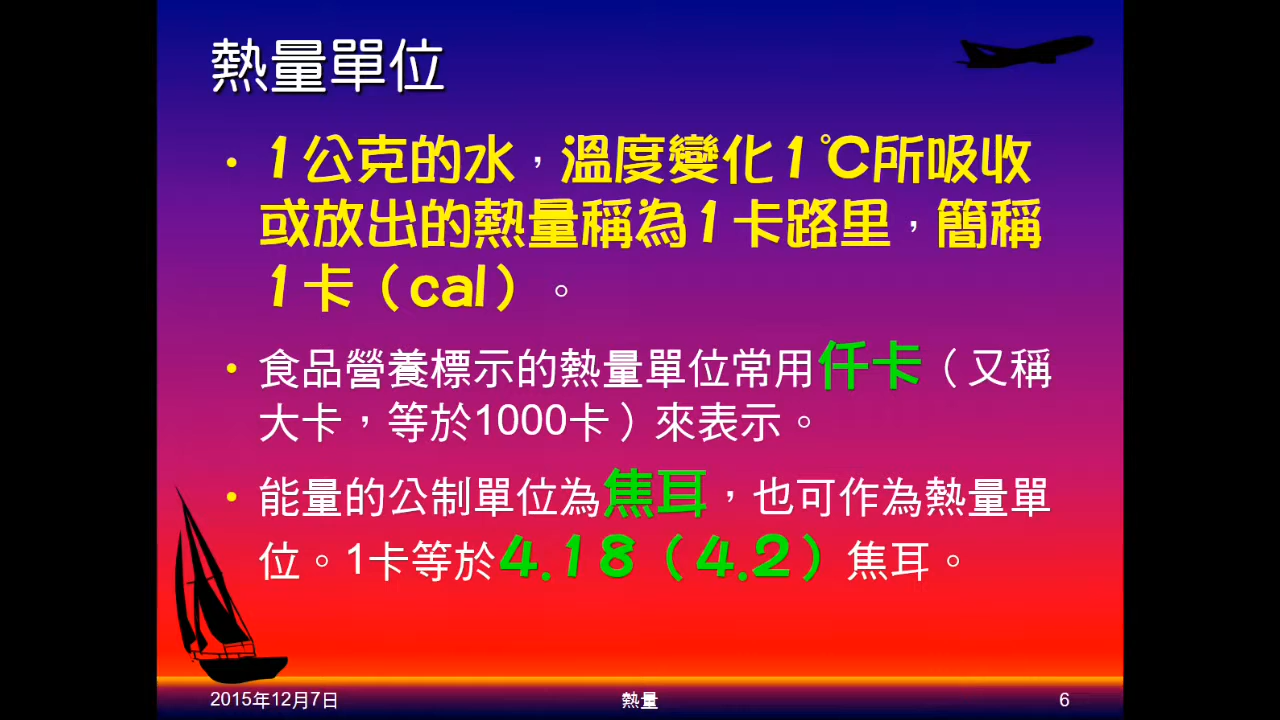 熱量單位
• 1公克的水，溫度變化1℃所吸收
或放出的熱量稱為1卡路里，簡稱
1卡（cal）。
• 食品營養標示的熱量單位常用仟卡（又稱
大卡，等於1000卡）來表示。
• 能量的公制單位為焦耳，也可作為熱量單
位。1卡等於4.18（4.2）焦耳。
2015年12月7日 熱量 6